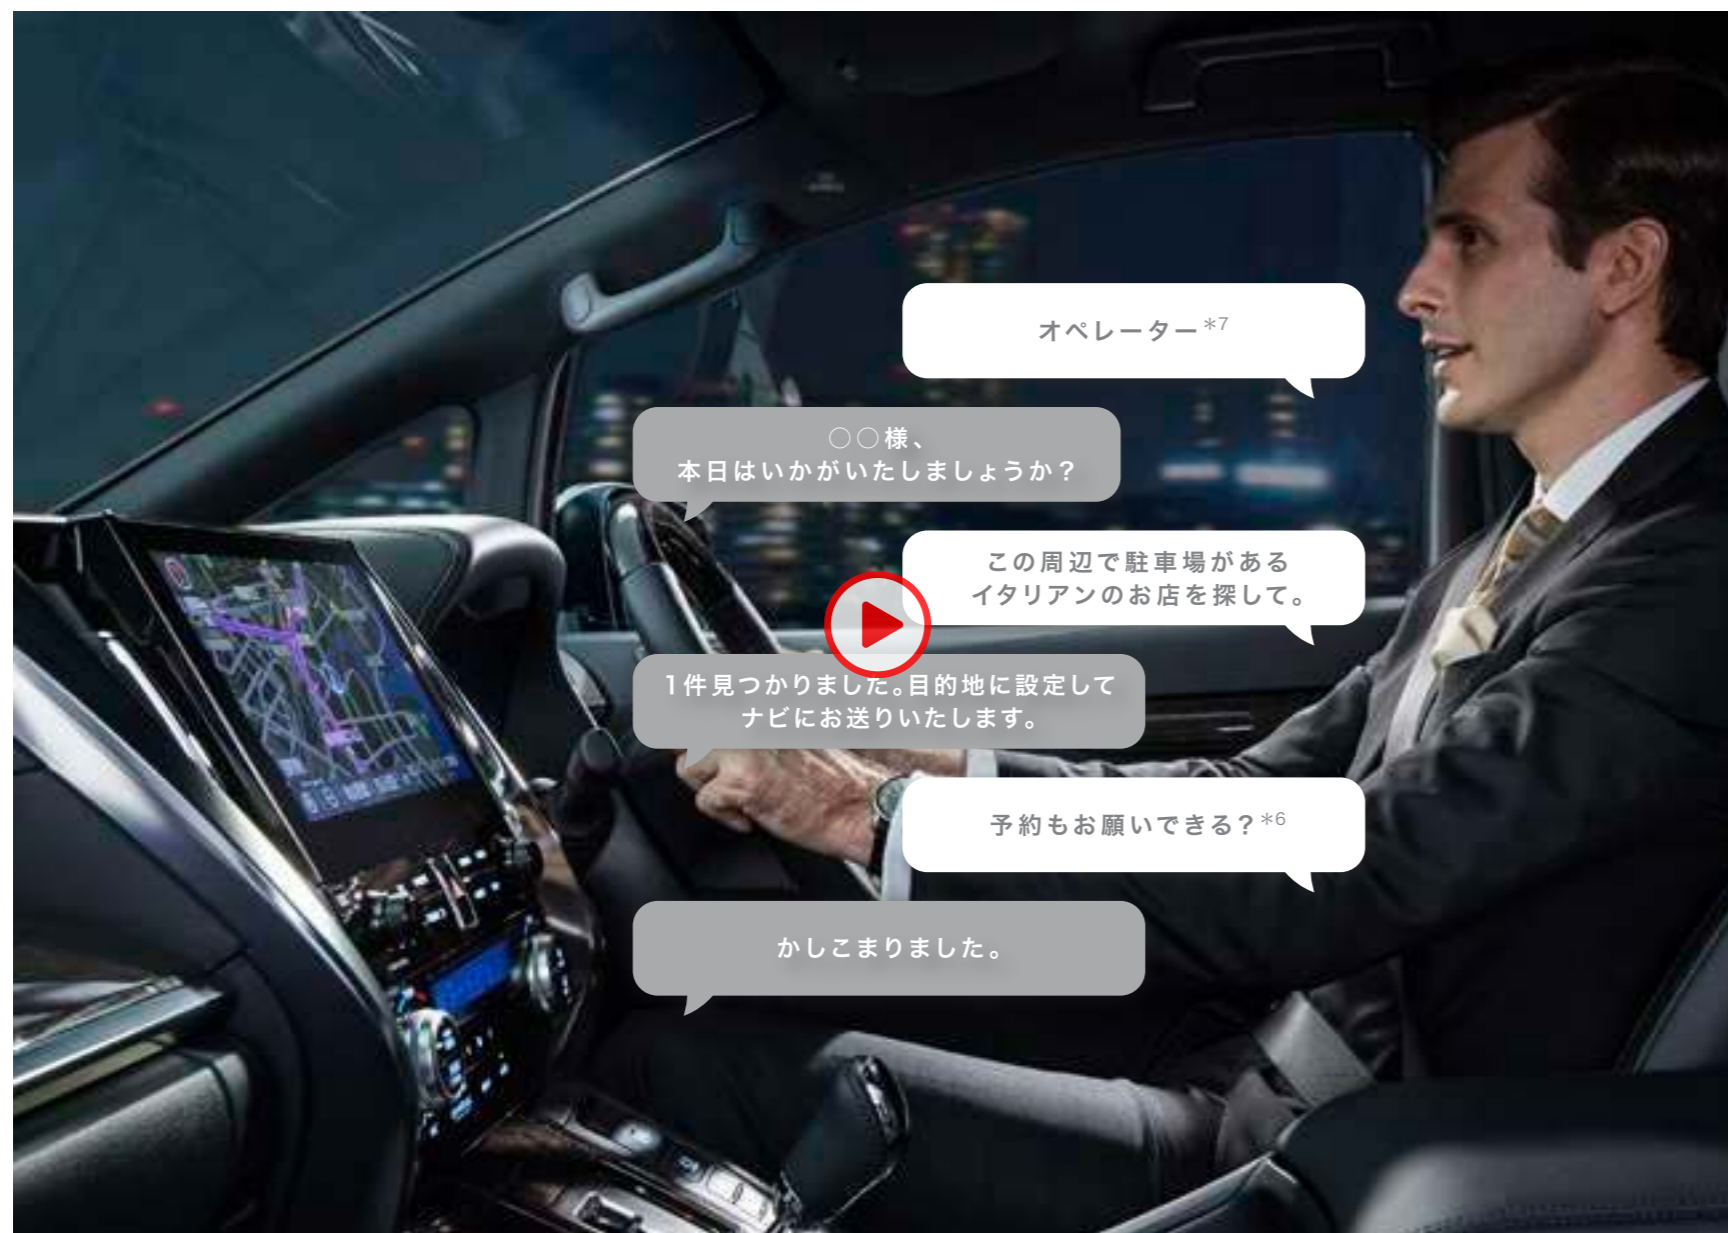 オペレーター*7
○○様、
本日はいかがいたしましょうか？
この周辺で駐車場がある
イタリアンのお店を探して。
1件見つかりました。目的地に設定して
ナビにお送りいたします。
予約もお願いできる？*6
かしこまりました。